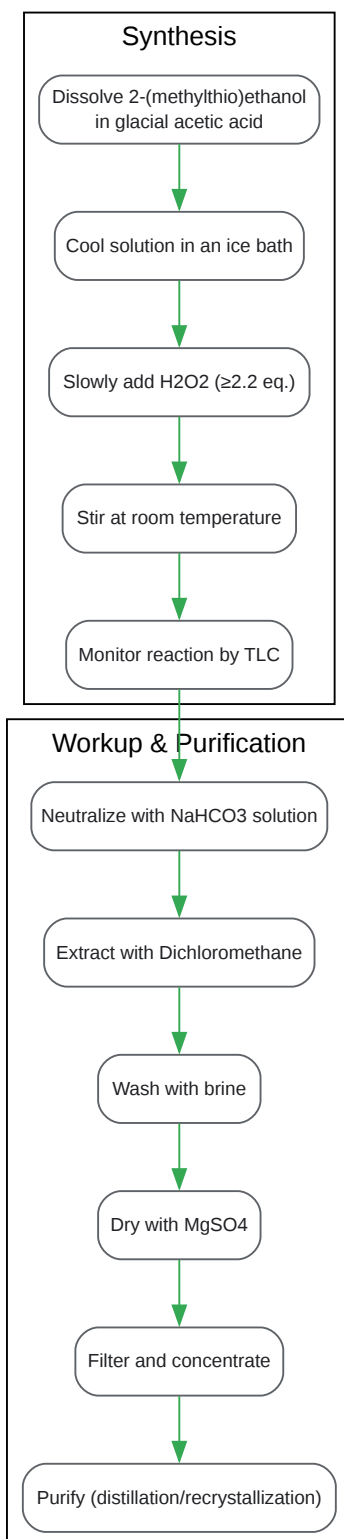 Synthesis
Dissolve 2-(methylthio)ethanol
in glacial acetic acid
Cool solution in an ice bath
Slowly add H2O2 (≥2.2 eq.)
Stir at room temperature
Monitor reaction by TLC
Workup & Purification
Neutralize with NaHCO3 solution
Extract with Dichloromethane
Wash with brine
Dry with MgSO4
Filter and concentrate
Purify (distillation/recrystallization)